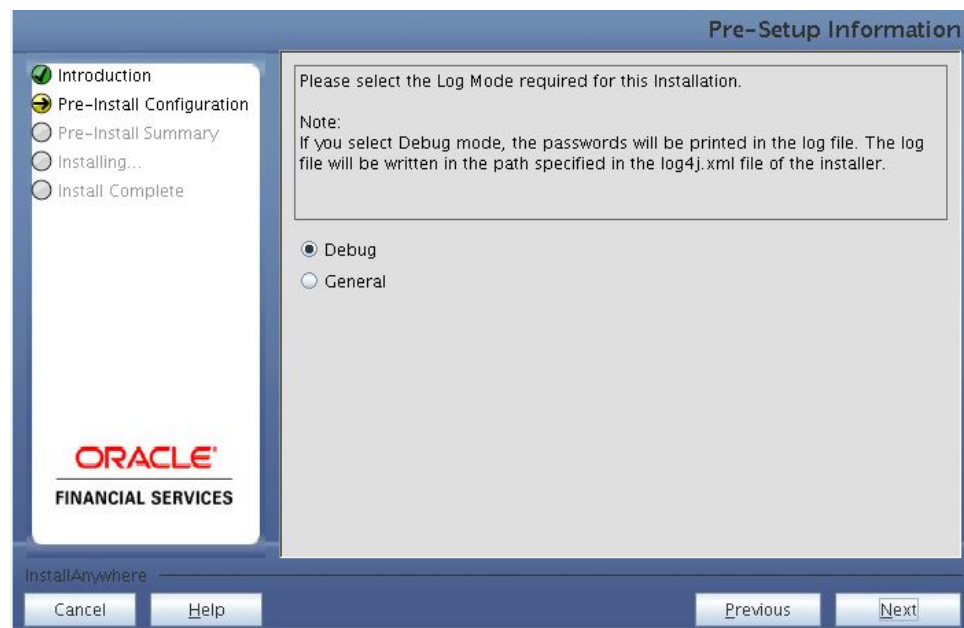 Pre-Setup Information
Introduction
Pre-Install Configuration
Pre-Install Summary
Installing...
Install Complete
Please select the Log Mode required for this Installation.
Note:
If you select Debug mode, the passwords will be printed in the log file. The log
file will be written in the path specified in the log4j.xml file of the installer.
Debug
General
ORACLE
FINANCIAL SERVICES
InstallAnywhere
Cancel
Help
Previous
Next